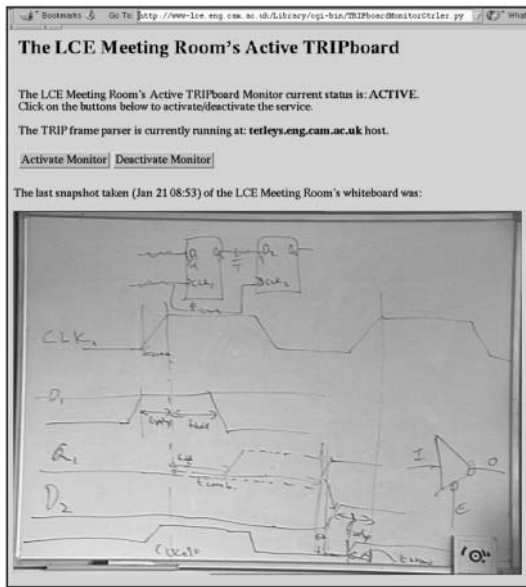 Bookmarks Go To: http://www-lce.eng.cam.ac.uk/Library/cgi-bin/TRIPboardMonitorCtrler.py What
The LCE Meeting Room's Active TRIPboard
The LCE Meeting Room's Active TRIPboard Monitor current status is: ACTIVE.
Click on the buttons below to activate/deactivate the service.
The TRIP frame parser is currently running at: tetleys.eng.cam.ac.uk host.
Activate Monitor Deactivate Monitor
The last snapshot taken (Jan 21 08:53) of the LCE Meeting Room's whiteboard was:
CLK₁
D₁
Q₁
I O
D₂